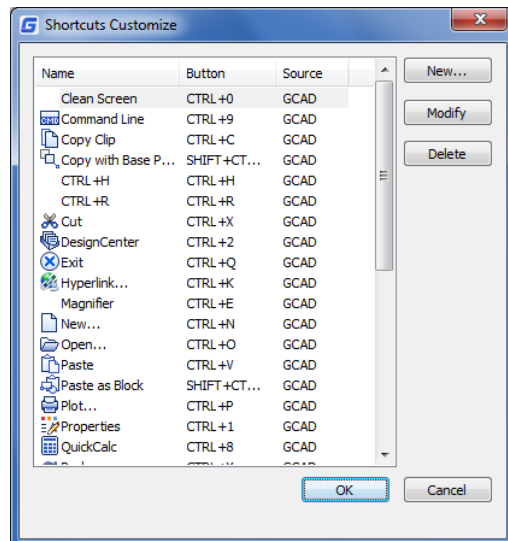 Shortcuts Customize
Name Button Source
New...
Clean Screen CTRL+0 GCAD
Command Line CTRL+9 GCAD
Modify
Copy Clip CTRL+C GCAD
Copy with Base P... SHIFT+CT... GCAD
Delete
CTRL+H CTRL+H GCAD
CTRL+R CTRL+R GCAD
Cut CTRL+X GCAD
DesignCenter CTRL+2 GCAD
Exit CTRL+Q GCAD
Hyperlink... CTRL+K GCAD
Magnifier CTRL+E GCAD
New... CTRL+N GCAD
Open... CTRL+O GCAD
Paste CTRL+V GCAD
Paste as Block SHIFT+CT... GCAD
Plot... CTRL+P GCAD
Properties CTRL+1 GCAD
QuickCalc CTRL+8 GCAD
OK Cancel